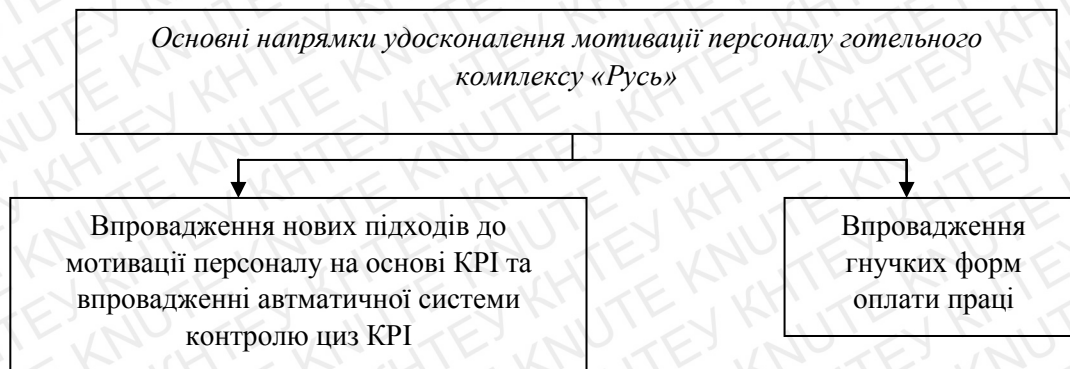 Основні напрямки удосконалення мотивації персоналу готельного
комплексу «Русь»
Впровадження нових підходів до
мотивації персоналу на основі КРІ та
впровадженні автматичної системи
контролю циз КРІ
Впровадження
гнучких форм
оплати праці